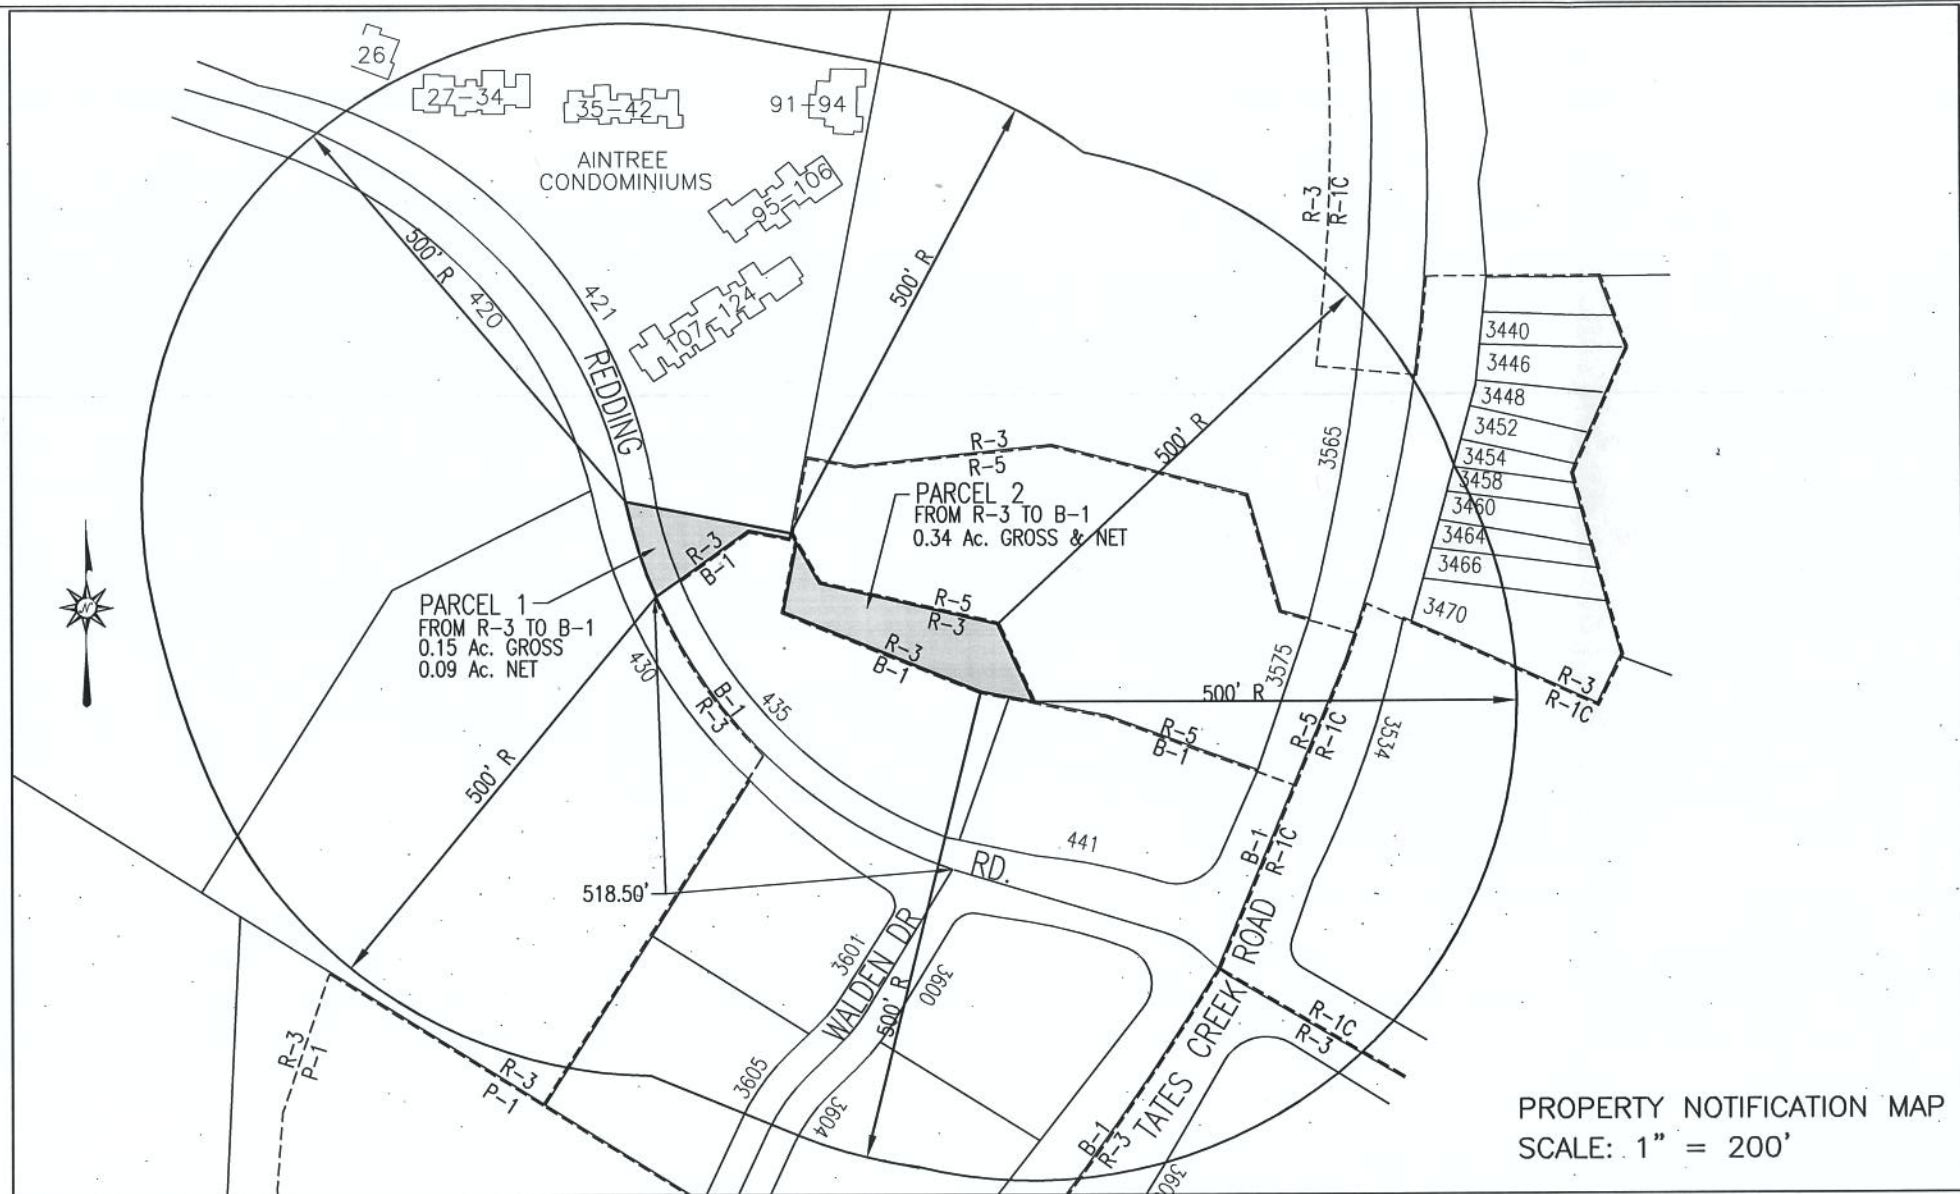 26
27-34
35-42
91-94
AINTREE
CONDOMINIUMS
95-106
107-124
500' R
420
421
REDDING
500' R
R-3
R-1C
500' R
3565
3440
3446
3448
3452
3454
3458
3460
3464
3466
3470
R-3
R-5
PARCEL 2
FROM R-3 TO B-1
0.34 Ac. GROSS & NET
R-3
B-1
PARCEL 1
FROM R-3 TO B-1
0.15 Ac. GROSS
0.09 Ac. NET
R-5
R-3
R-3
B-1
430
B-1
R-3
435
500' R
3575
R-5
R-1C
3534
R-3
R-1C
R-5
B-1
500' R
441
RD.
B-1
R-1C
518.50'
3601
WALDEN DR
3600
500' R
TATES CREEK ROAD
R-1C
R-3
R-3
P-1
R-3
P-1
3605
3604
B-1
R-3
PROPERTY NOTIFICATION MAP
SCALE: 1" = 200'
N